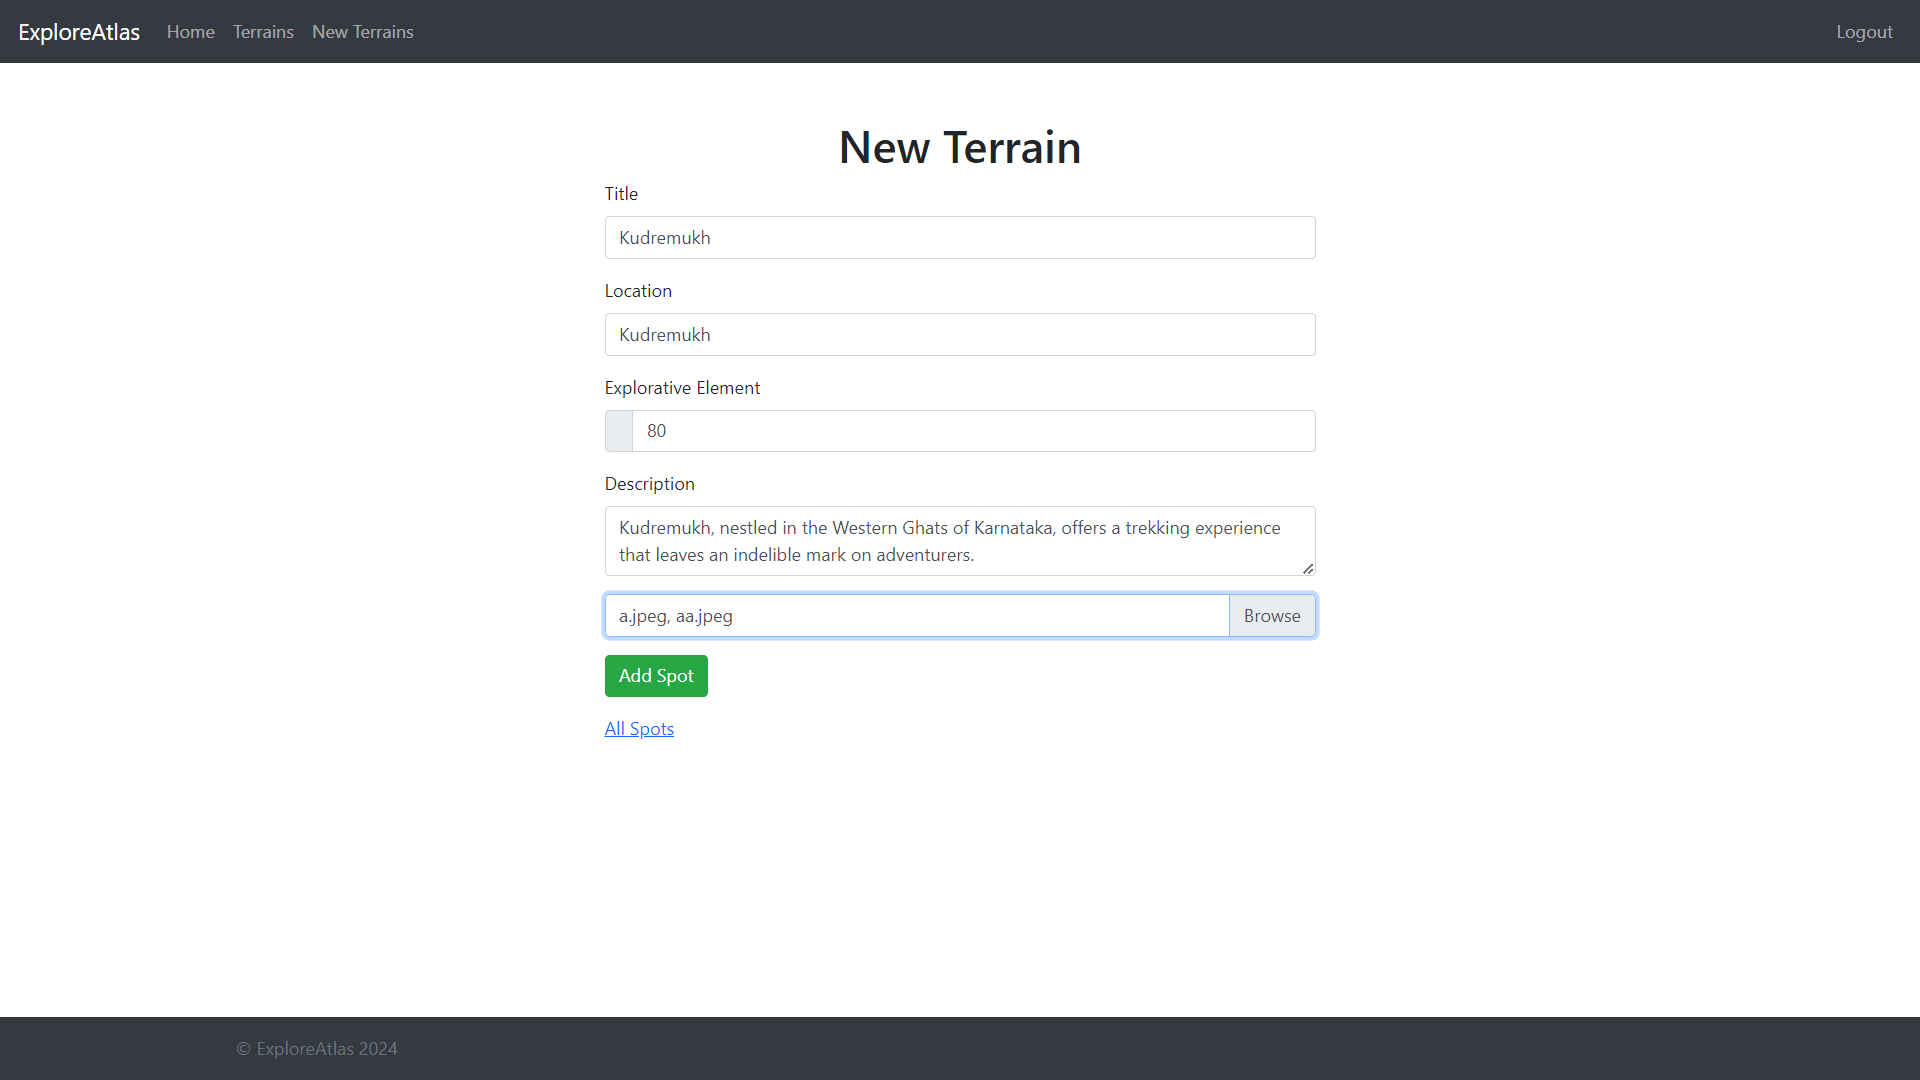 ExploreAtlas Home Terrains New Terrains Logout
New Terrain
Title
Kudremukh
Location
Kudremukh
Explorative Element
80
Description
Kudremukh, nestled in the Western Ghats of Karnataka, offers a trekking experience
that leaves an indelible mark on adventurers.
a.jpeg, aa.jpeg Browse
Add Spot
All Spots
© ExploreAtlas 2024